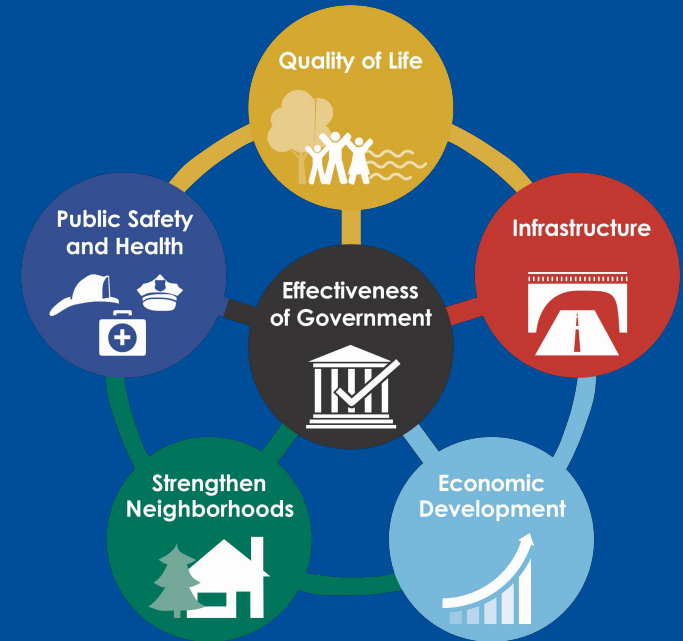 Quality of Life
Public Safety
and Health
Infrastructure
Effectiveness
of Government
Strengthen
Neighborhoods
Economic
Development